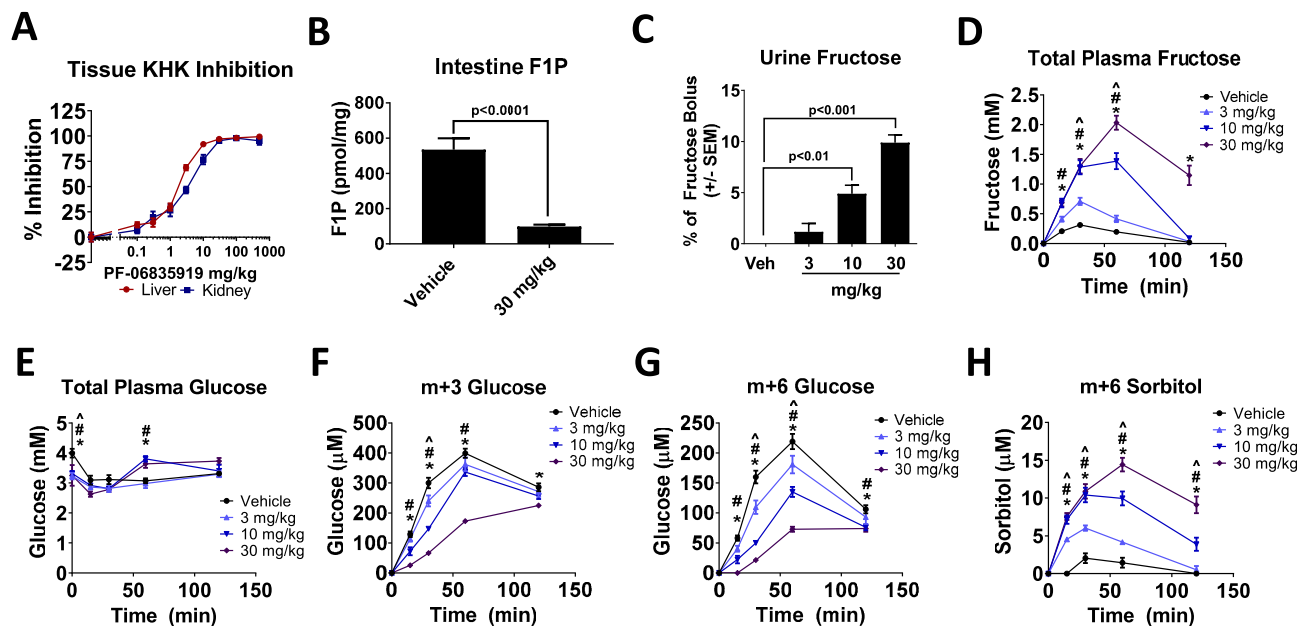 A
Tissue KHK Inhibition
% Inhibition
125
100
75
50
25
0
-25
0.1
1
10
100
1000
PF-06835919 mg/kg
Liver
Kidney
B
Intestine F1P
F1P (pmol/mg)
800
600
400
200
0
p<0.0001
Vehicle
30 mg/kg
C
Urine Fructose
% of Fructose Bolus
(+/- SEM)
15
10
5
0
p<0.001
p<0.01
Veh
3
10
30
mg/kg
D
Total Plasma Fructose
Fructose (mM)
2.5
2.0
1.5
1.0
0.5
0.0
0
50
100
150
Time (min)
#
*
^
#
*
^
#
*
*
Vehicle
3 mg/kg
10 mg/kg
30 mg/kg
E
Total Plasma Glucose
Glucose (mM)
5
4
3
2
1
0
0
50
100
150
Time (min)
^
#
*
#
*
Vehicle
3 mg/kg
10 mg/kg
30 mg/kg
F
m+3 Glucose
Glucose (µM)
500
400
300
200
100
0
0
50
100
150
Time (min)
#
*
^
#
*
#
*
*
Vehicle
3 mg/kg
10 mg/kg
30 mg/kg
G
m+6 Glucose
Glucose (µM)
250
200
150
100
50
0
0
50
100
150
Time (min)
#
*
^
#
*
^
#
*
#
*
Vehicle
3 mg/kg
10 mg/kg
30 mg/kg
H
m+6 Sorbitol
Sorbitol (µM)
20
15
10
5
0
0
50
100
150
Time (min)
^
#
*
^
#
*
^
#
*
^
#
*
Vehicle
3 mg/kg
10 mg/kg
30 mg/kg